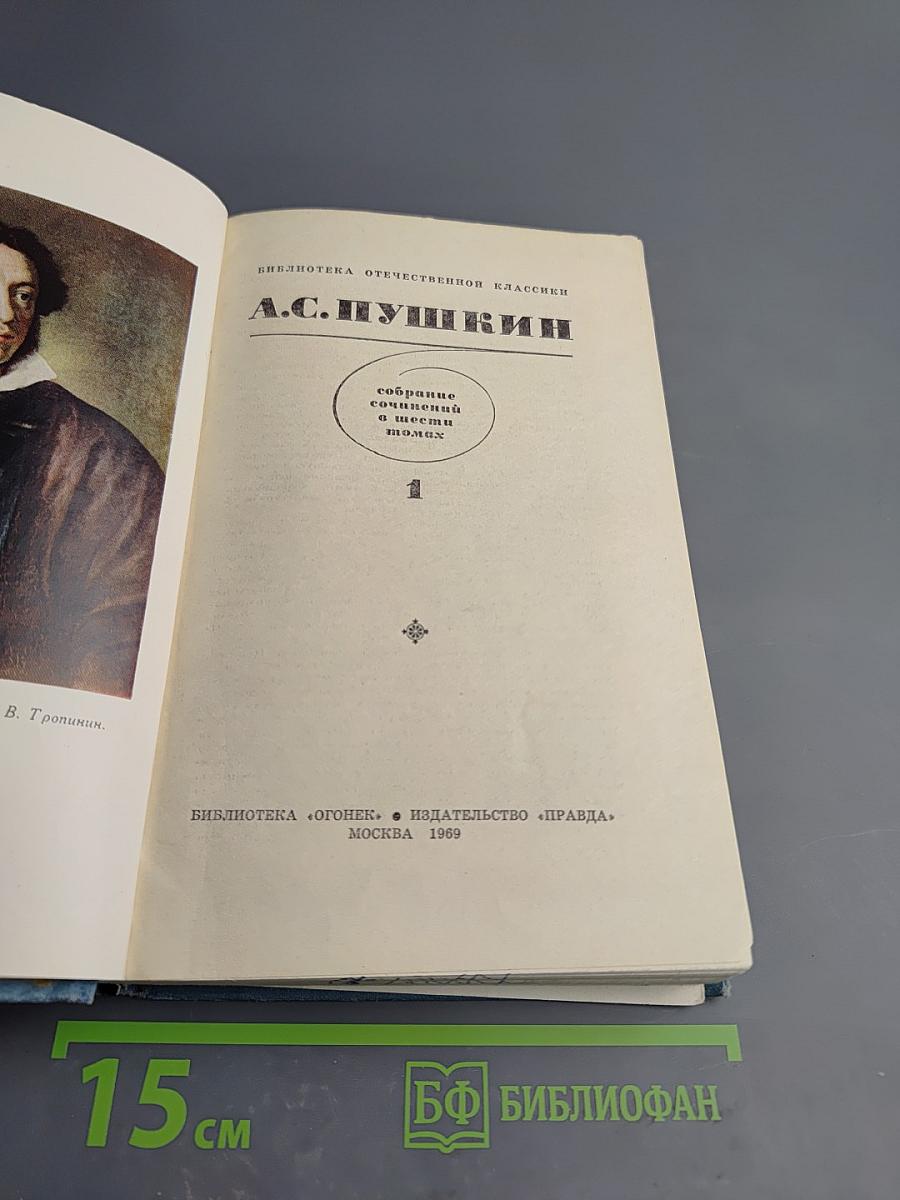 В. Тропинин.
БИБЛИОТЕКА ОТЕЧЕСТВЕННОЙ КЛАССИКИ
А.С.ПУШКИН
собрание
сочинений
в шести
томах
1
БИБЛИОТЕКА «ОГОНЕК» ● ИЗДАТЕЛЬСТВО «ПРАВДА»
МОСКВА 1969
15 см
БФ БИБЛИОФАН